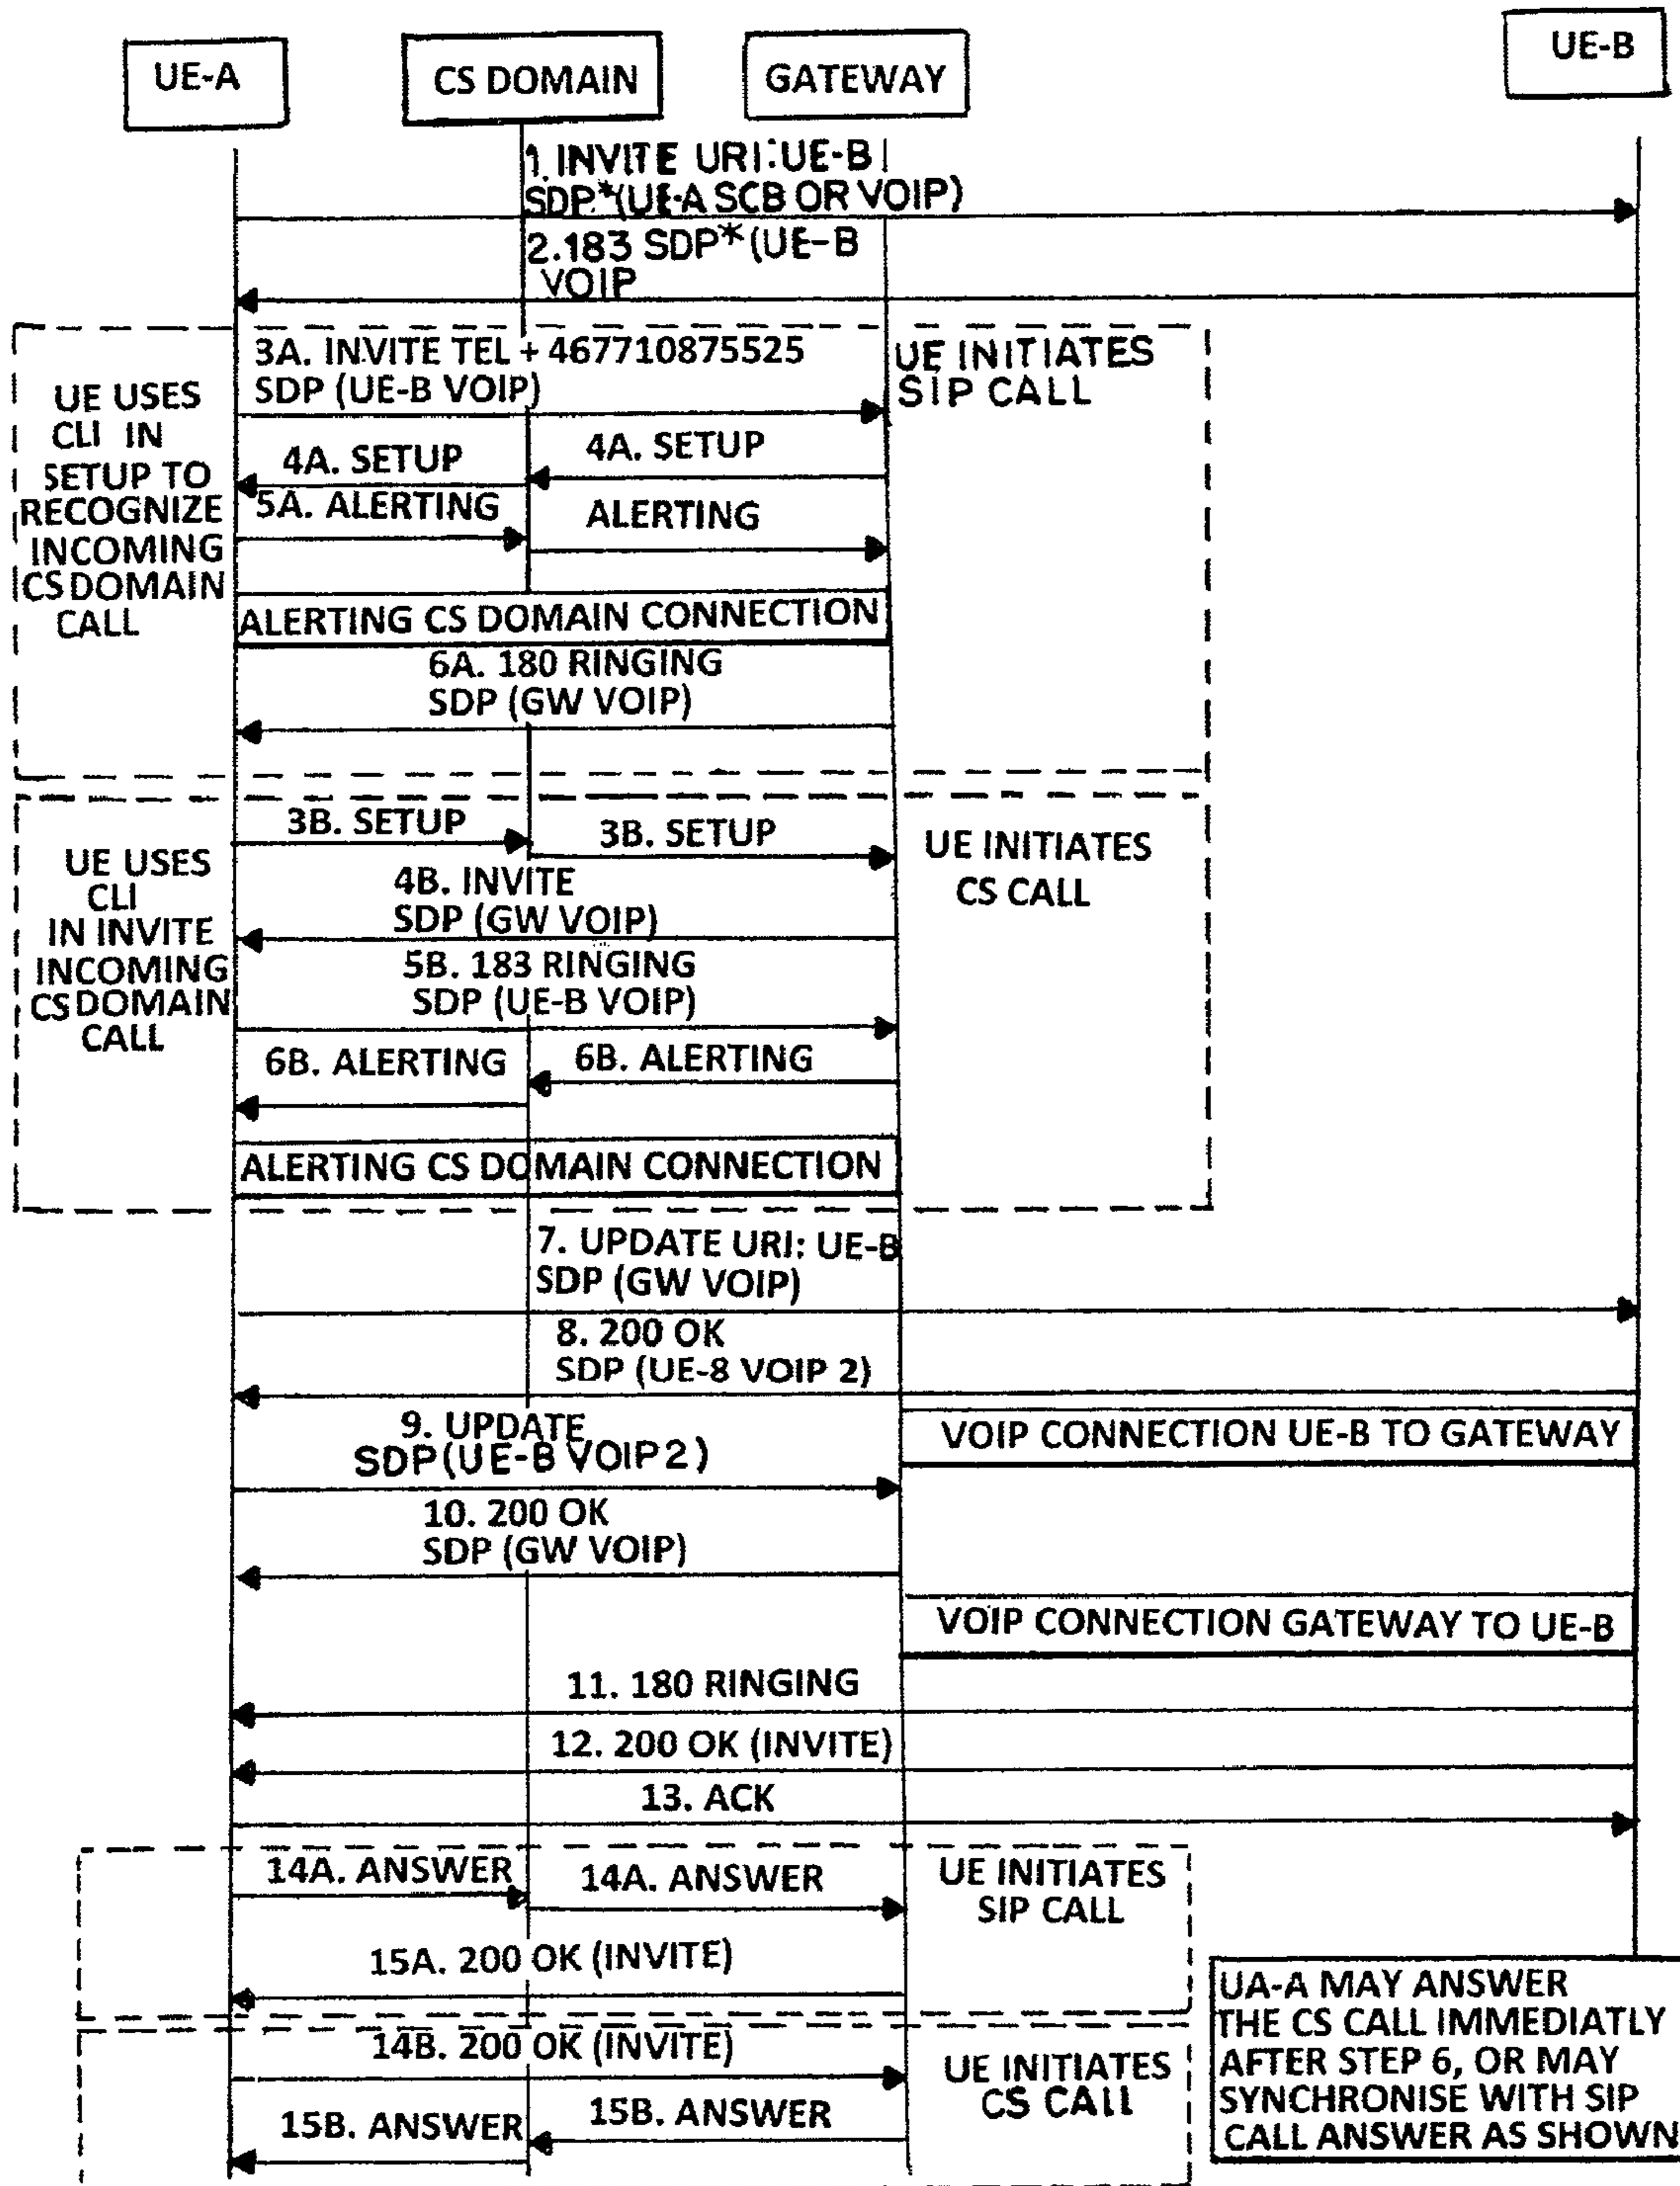 UE-A
CS DOMAIN
GATEWAY
UE-B
1. INVITE URI:UE-B
SDP*(UE-A SCB OR VOIP)
2.183 SDP*(UE-B
VOIP
3A. INVITE TEL + 467710875525
SDP (UE-B VOIP)
UE INITIATES
SIP CALL
UE USES
CLI IN
SETUP TO
RECOGNIZE
INCOMING
CS DOMAIN
CALL
4A. SETUP
4A. SETUP
5A. ALERTING
ALERTING
ALERTING CS DOMAIN CONNECTION
6A. 180 RINGING
SDP (GW VOIP)
3B. SETUP
3B. SETUP
UE INITIATES
CS CALL
UE USES
CLI
IN INVITE
INCOMING
CS DOMAIN
CALL
4B. INVITE
SDP (GW VOIP)
5B. 183 RINGING
SDP (UE-B VOIP)
6B. ALERTING
6B. ALERTING
ALERTING CS DOMAIN CONNECTION
7. UPDATE URI: UE-B
SDP (GW VOIP)
8. 200 OK
SDP (UE-8 VOIP 2)
9. UPDATE
SDP (UE-B VOIP2)
VOIP CONNECTION UE-B TO GATEWAY
10. 200 OK
SDP (GW VOIP)
VOIP CONNECTION GATEWAY TO UE-B
11. 180 RINGING
12. 200 OK (INVITE)
13. ACK
14A. ANSWER
14A. ANSWER
UE INITIATES
SIP CALL
15A. 200 OK (INVITE)
14B. 200 OK (INVITE)
UE INITIATES
CS CALL
15B. ANSWER
15B. ANSWER
UA-A MAY ANSWER
THE CS CALL IMMEDIATLY
AFTER STEP 6, OR MAY
SYNCHRONISE WITH SIP
CALL ANSWER AS SHOWN